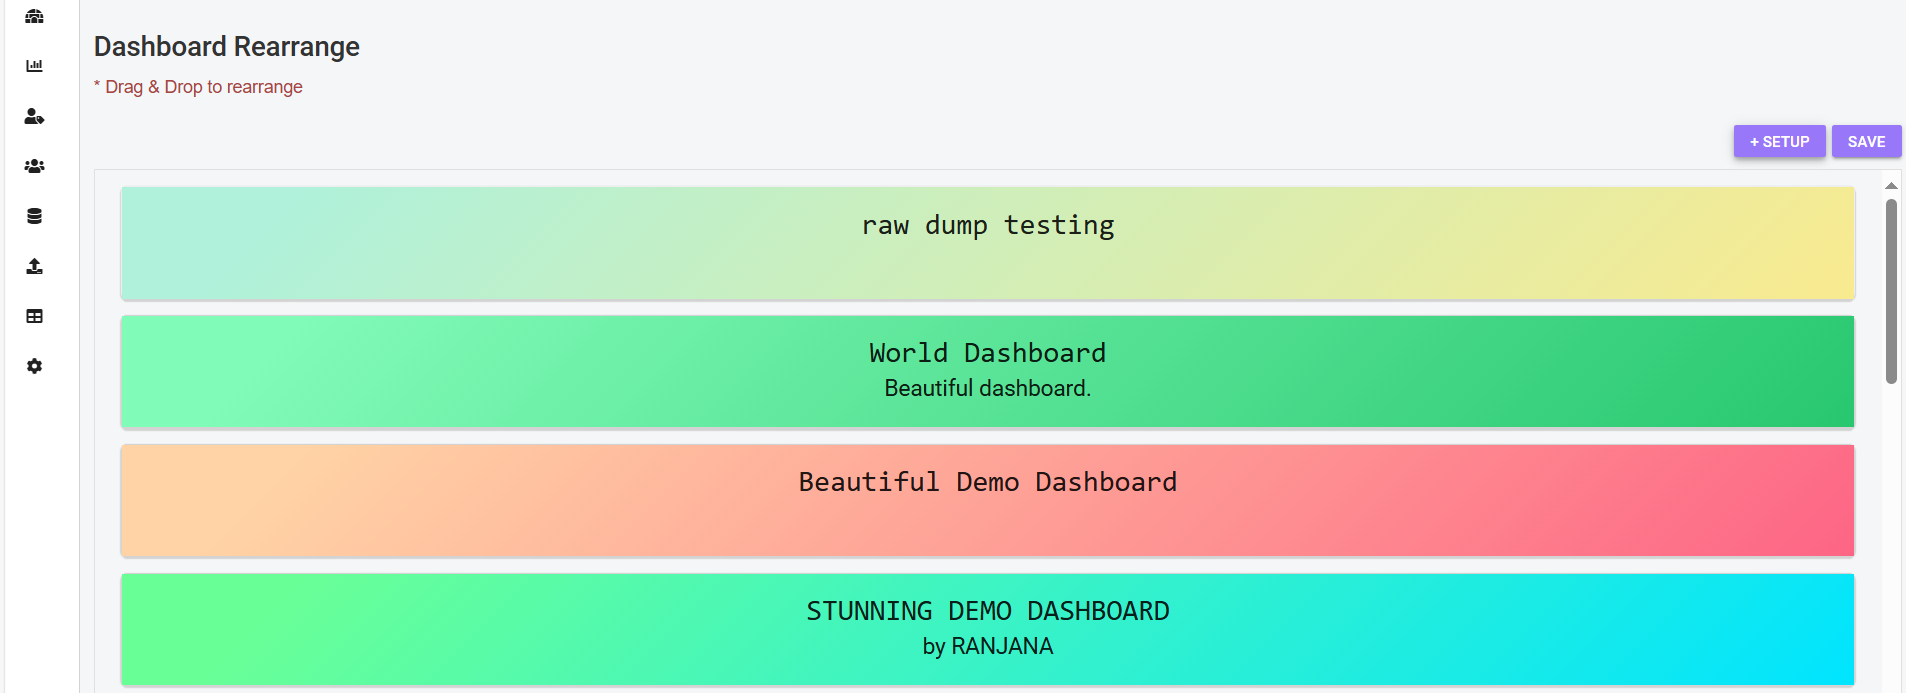 Dashboard Rearrange
* Drag & Drop to rearrange
+ SETUP
SAVE
raw dump testing
World Dashboard
Beautiful dashboard.
Beautiful Demo Dashboard
STUNNING DEMO DASHBOARD
by RANJANA